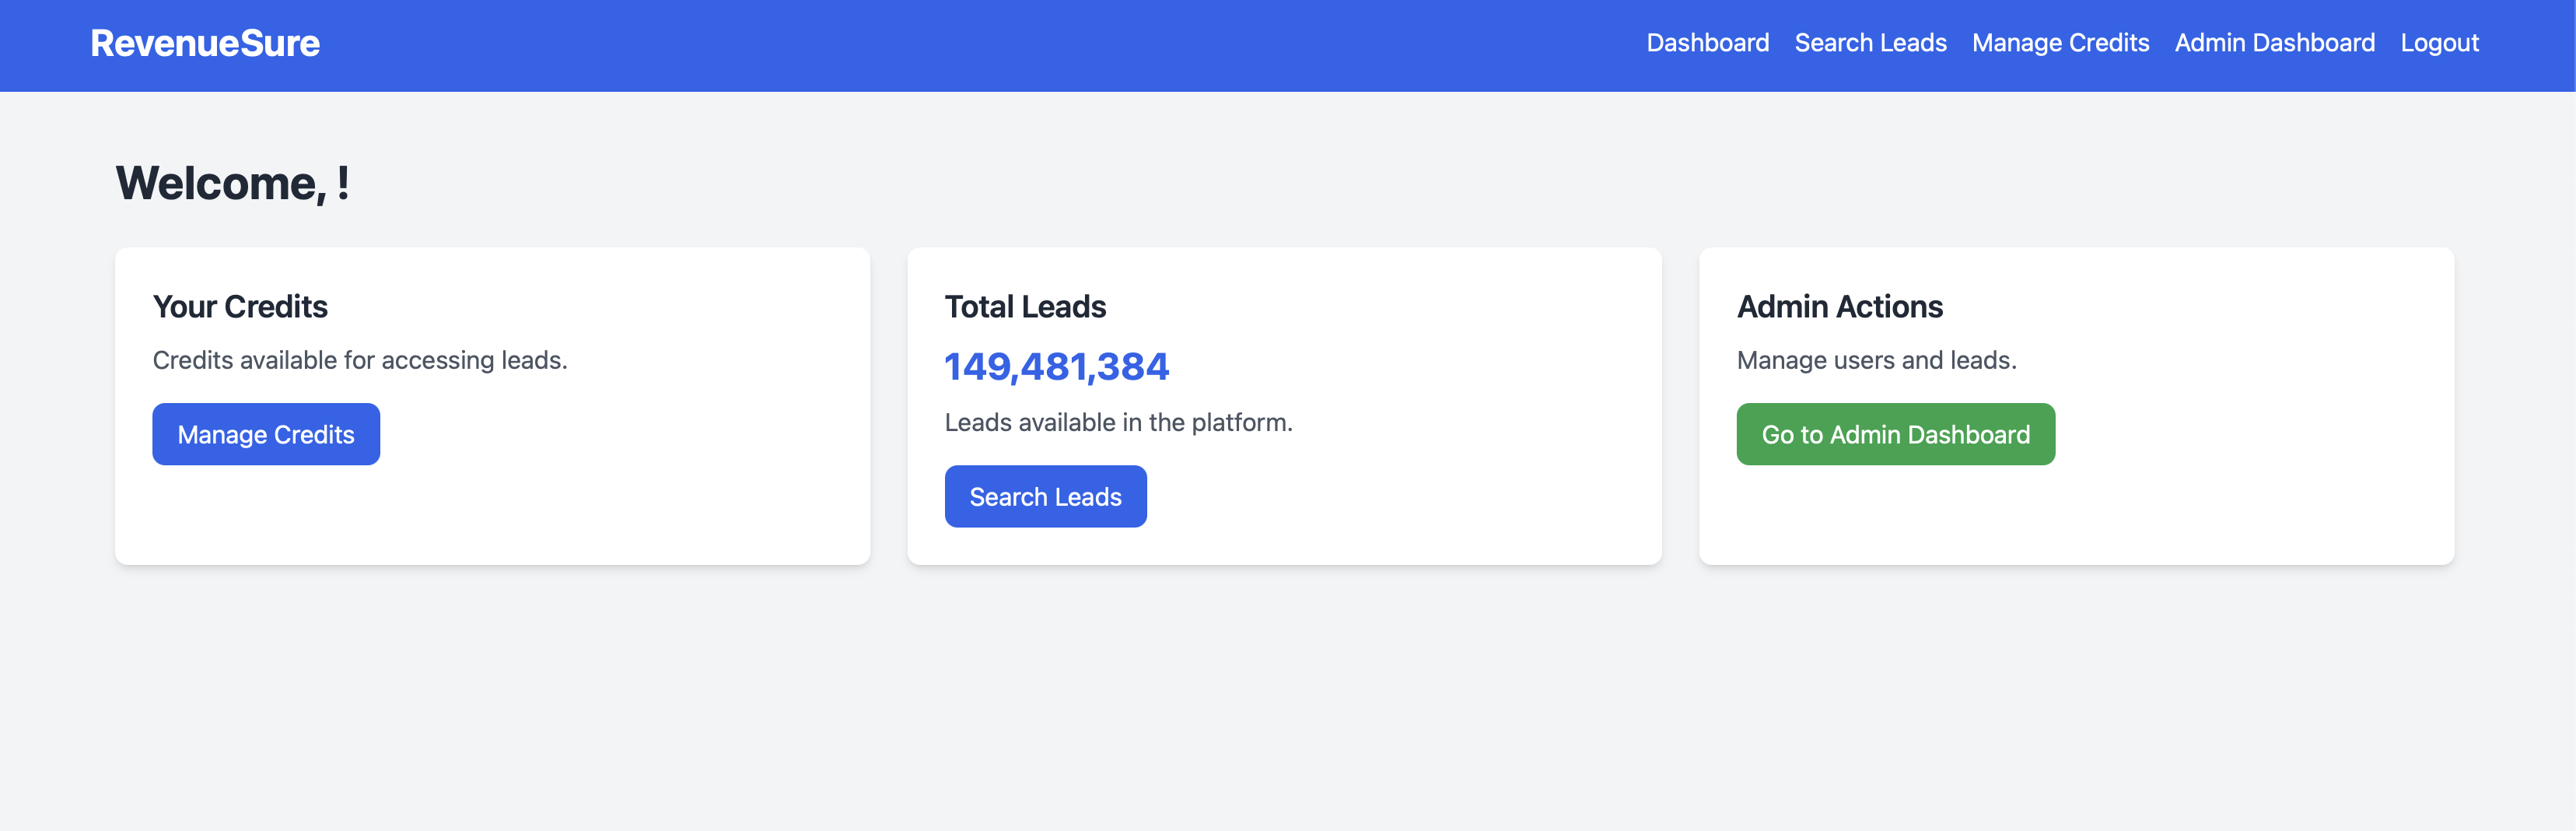 RevenueSure
Dashboard Search Leads Manage Credits Admin Dashboard Logout
Welcome, !
Your Credits
Credits available for accessing leads.
Manage Credits
Total Leads
149,481,384
Leads available in the platform.
Search Leads
Admin Actions
Manage users and leads.
Go to Admin Dashboard